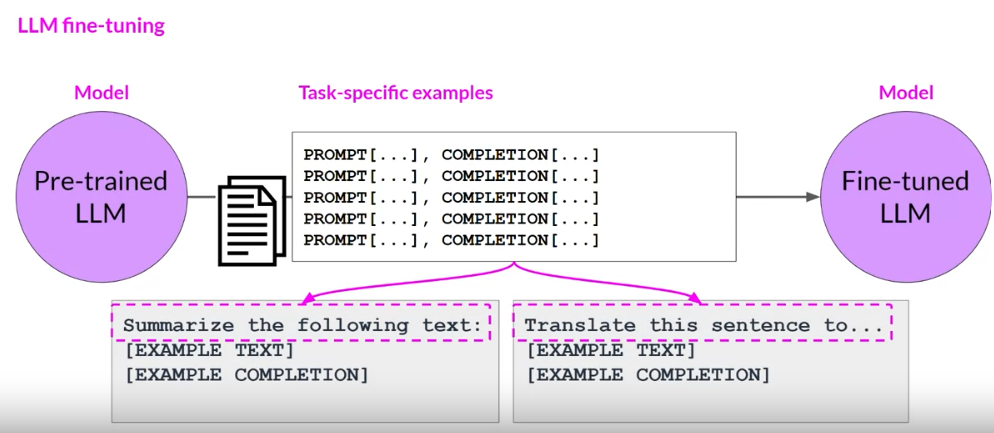 LLM fine-tuning
Model
Task-specific examples
Model
Pre-trained
LLM
PROMPT[...], COMPLETION[...]
PROMPT[...], COMPLETION[...]
PROMPT[...], COMPLETION[...]
PROMPT[...], COMPLETION[...]
PROMPT[...], COMPLETION[...]
Fine-tuned
LLM
Summarize the following text:
[EXAMPLE TEXT]
[EXAMPLE COMPLETION]
Translate this sentence to...
[EXAMPLE TEXT]
[EXAMPLE COMPLETION]